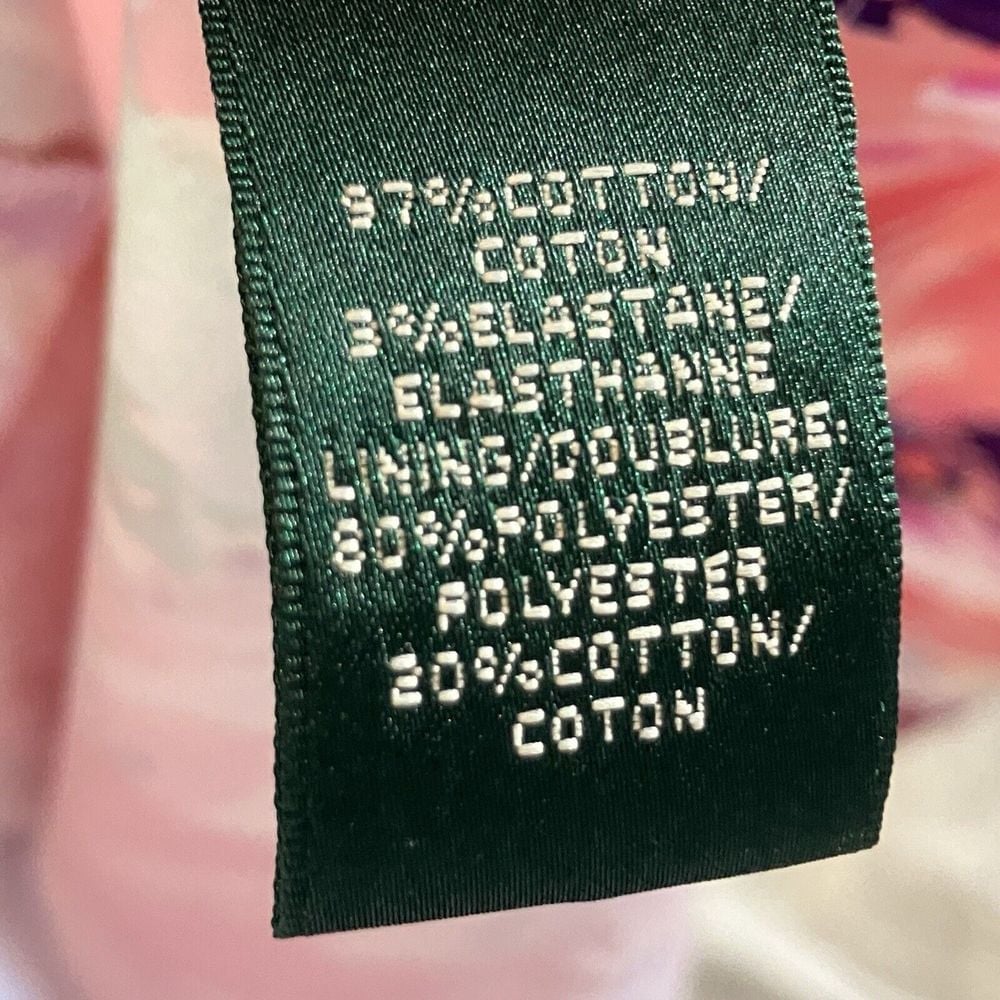 97%COTTON/
COTON
3%ELASTANE/
ELASTHANNE
LINING/DOUBLURE:
80%POLYESTER/
POLYESTER
20%COTTON/
COTON